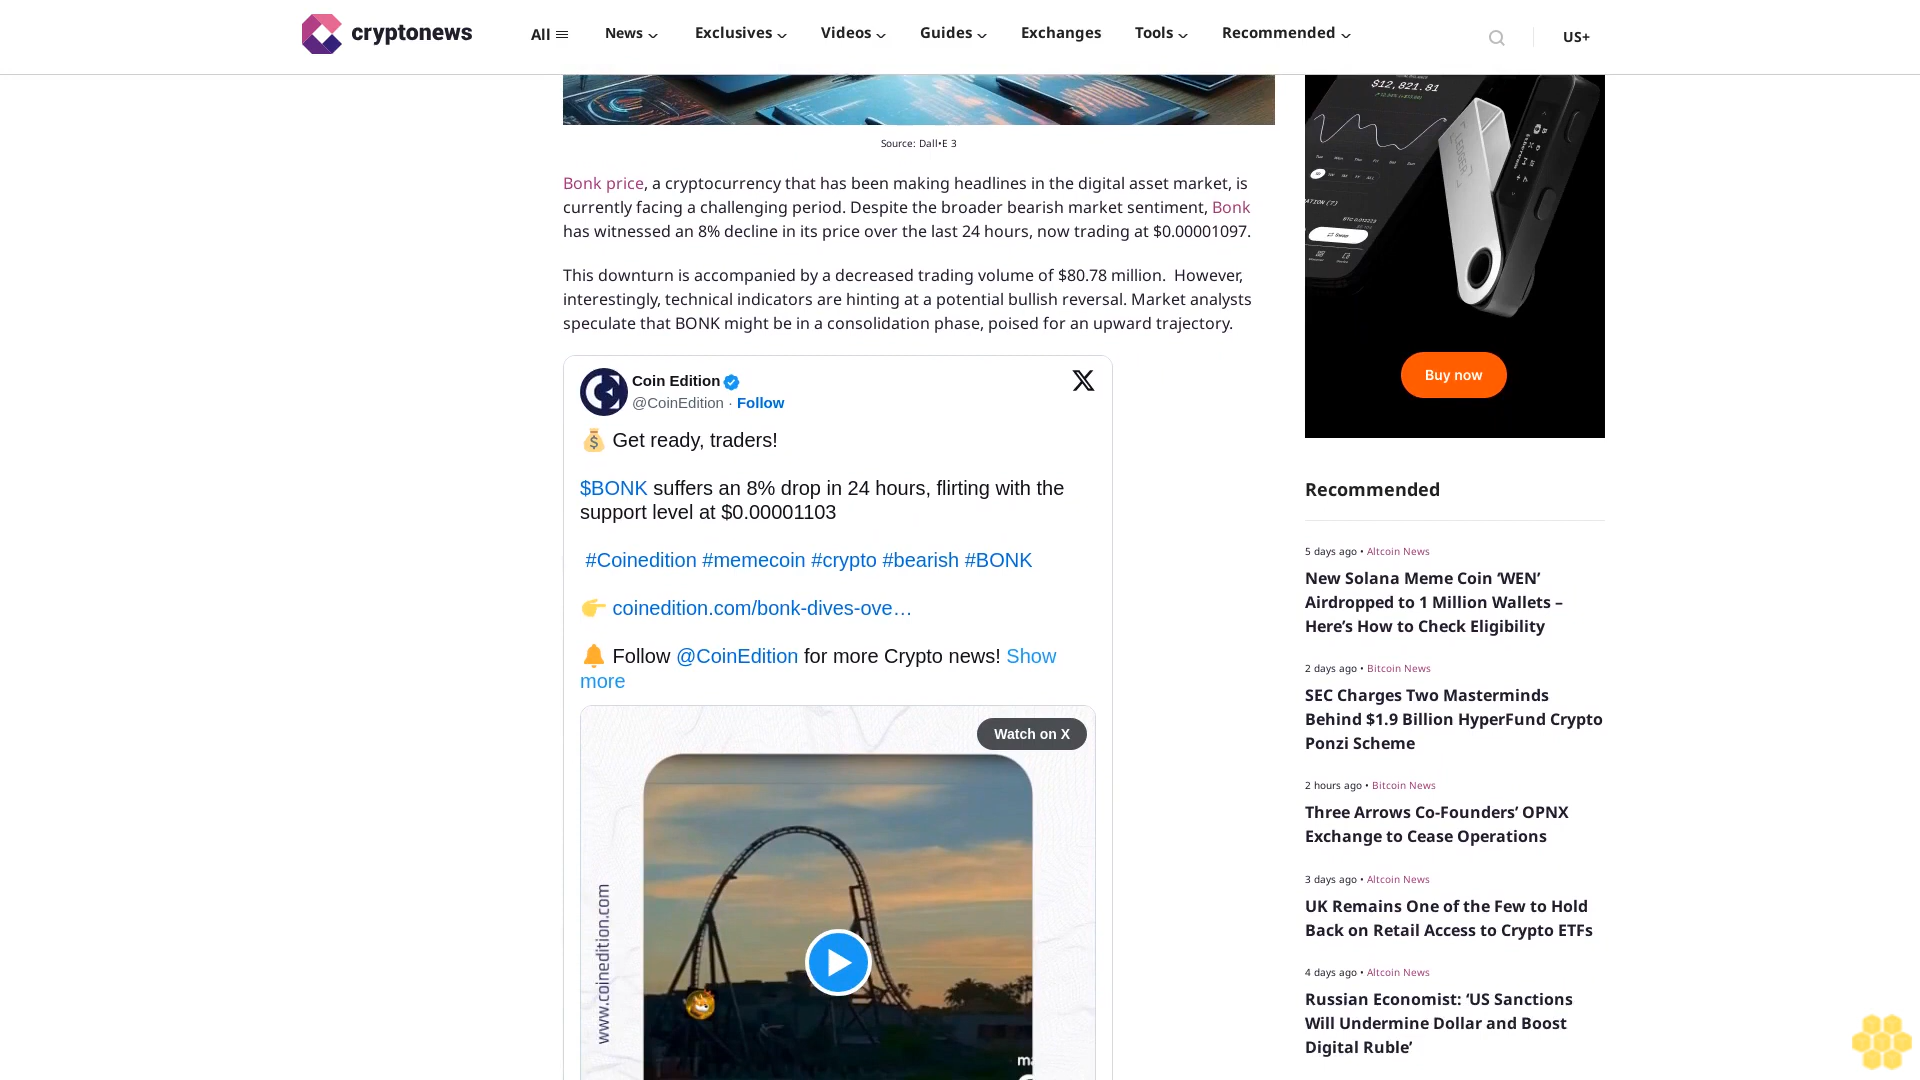 cryptonews
All
News
Exclusives
Videos
Guides
Exchanges
Tools
Recommended
US+
Source: Dall•E 3
Bonk price, a cryptocurrency that has been making headlines in the digital asset market, is
currently facing a challenging period. Despite the broader bearish market sentiment, Bonk
has witnessed an 8% decline in its price over the last 24 hours, now trading at $0.00001097.
This downturn is accompanied by a decreased trading volume of $80.78 million.  However,
interestingly, technical indicators are hinting at a potential bullish reversal. Market analysts
speculate that BONK might be in a consolidation phase, poised for an upward trajectory.
Coin Edition
@CoinEdition · Follow
💰 Get ready, traders!
$BONK suffers an 8% drop in 24 hours, flirting with the
support level at $0.00001103
#Coinedition #memecoin #crypto #bearish #BONK
👉 coinedition.com/bonk-dives-ove…
🔔 Follow @CoinEdition for more Crypto news! Show
more
Watch on X
www.coinedition.com
$12,821.81
LEDGER
Buy now
Recommended
5 days ago • Altcoin News
New Solana Meme Coin ‘WEN’
Airdropped to 1 Million Wallets –
Here’s How to Check Eligibility
2 days ago • Bitcoin News
SEC Charges Two Masterminds
Behind $1.9 Billion HyperFund Crypto
Ponzi Scheme
2 hours ago • Bitcoin News
Three Arrows Co-Founders’ OPNX
Exchange to Cease Operations
3 days ago • Altcoin News
UK Remains One of the Few to Hold
Back on Retail Access to Crypto ETFs
4 days ago • Altcoin News
Russian Economist: ‘US Sanctions
Will Undermine Dollar and Boost
Digital Ruble’